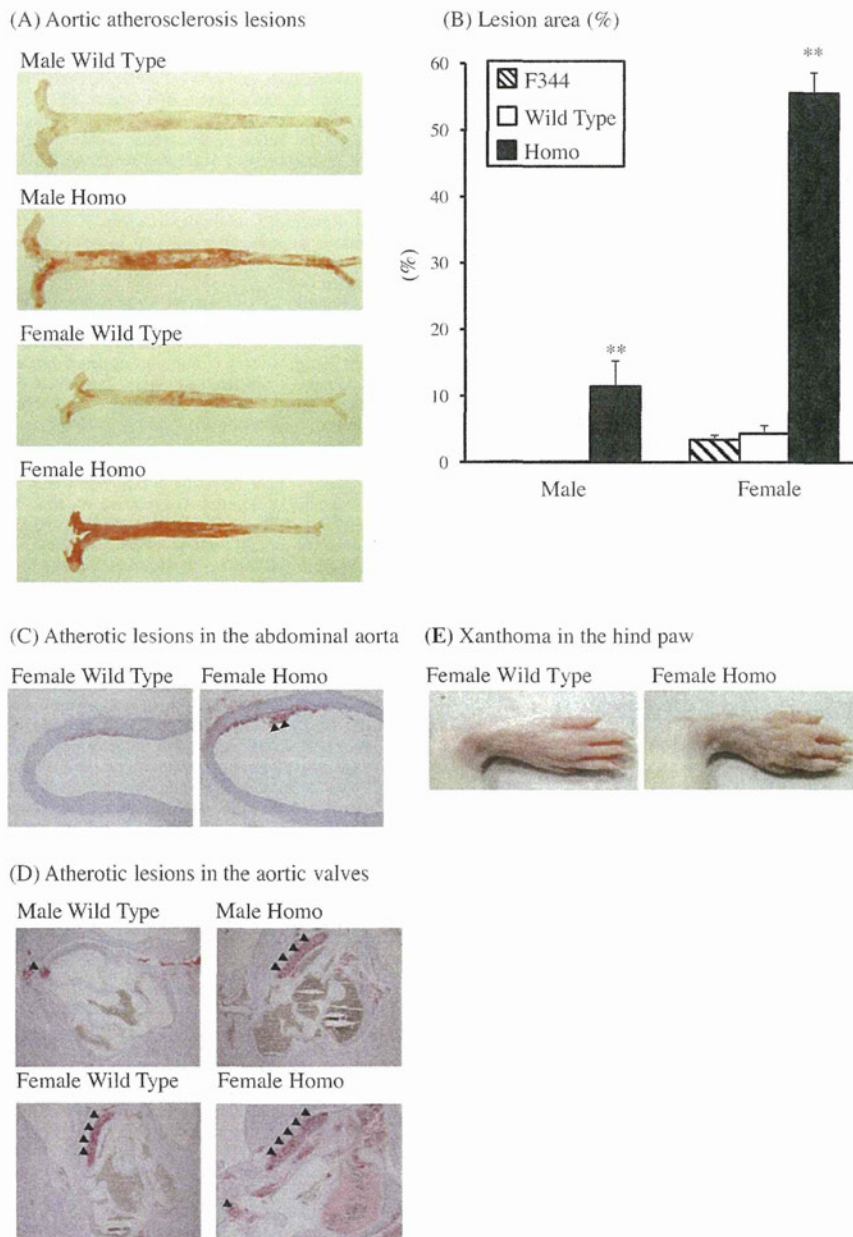 (A) Aortic atherosclerosis lesions
Male Wild Type
Male Homo
Female Wild Type
Female Homo
(B) Lesion area (%)
**
**
F344
Wild Type
Homo
60
50
40
30
20
10
0
(%)
Male
Female
(C) Atherotic lesions in the abdominal aorta
Female Wild Type
Female Homo
(E) Xanthoma in the hind paw
Female Wild Type
Female Homo
(D) Atherotic lesions in the aortic valves
Male Wild Type
Male Homo
Female Wild Type
Female Homo